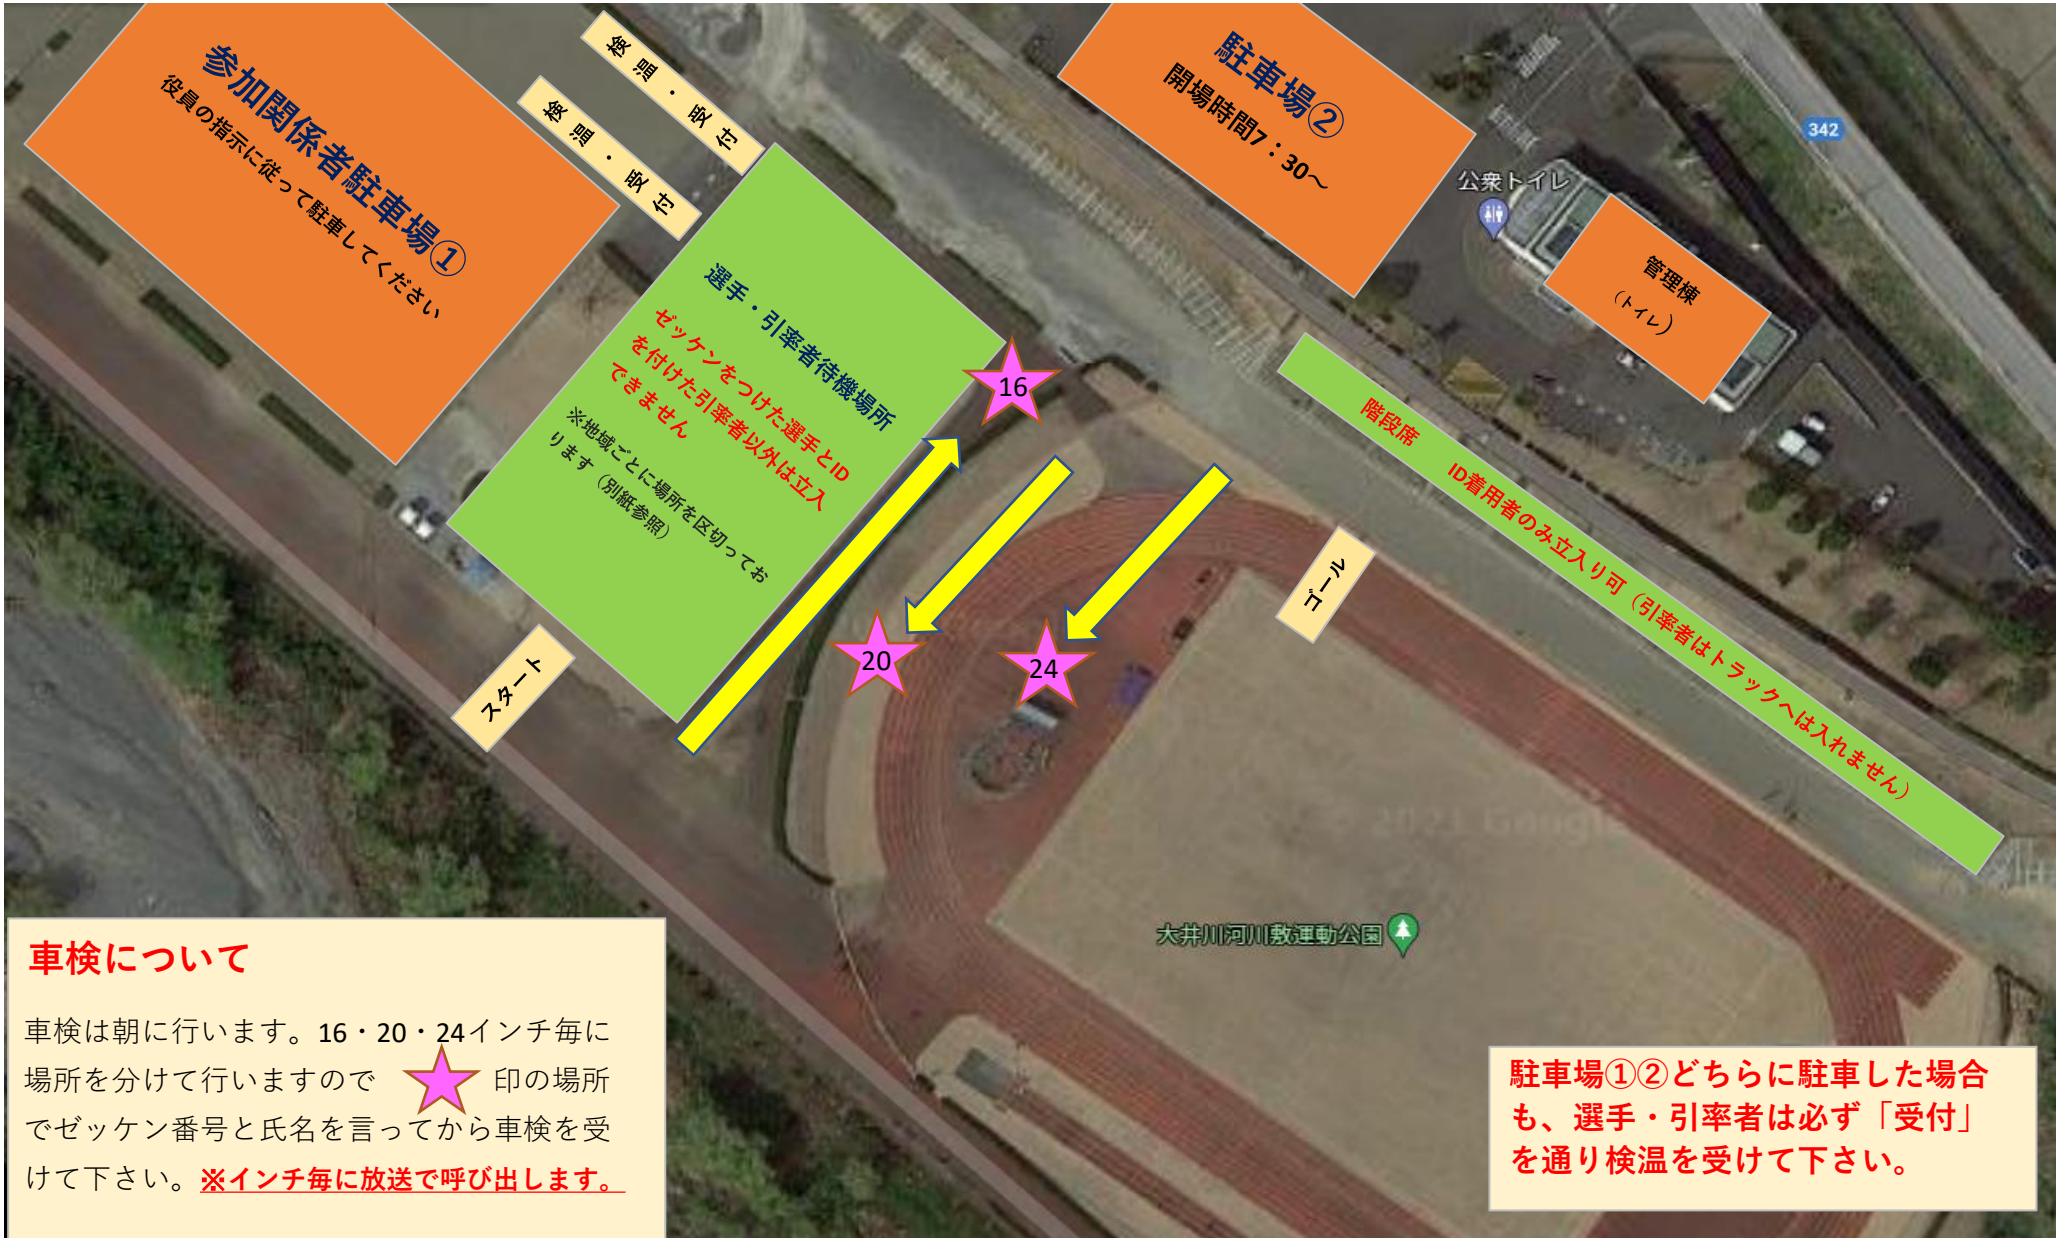 参加関係者駐車場①
役員の指示に従って駐車してください
検温・受付
検温・受付
駐車場②
開場時間7：30～
342
公衆トイレ
管理棟
（トイレ）
選手・引率者待機場所
ゼッケンをつけた選手とID
を付けた引率者以外は立入
できません
※地域ごとに場所を区切ってお
ります（別紙参照）
16
20
24
階段席　ID着用者のみ立入り可（引率者はトラックへは入れません）
ゴール
スタート
© 2021 Google
大井川河川敷運動公園
車検について
車検は朝に行います。16・20・24インチ毎に
場所を分けて行いますので　印の場所
でゼッケン番号と氏名を言ってから車検を受
けて下さい。※インチ毎に放送で呼び出します。
駐車場①②どちらに駐車した場合
も、選手・引率者は必ず「受付」
を通り検温を受けて下さい。